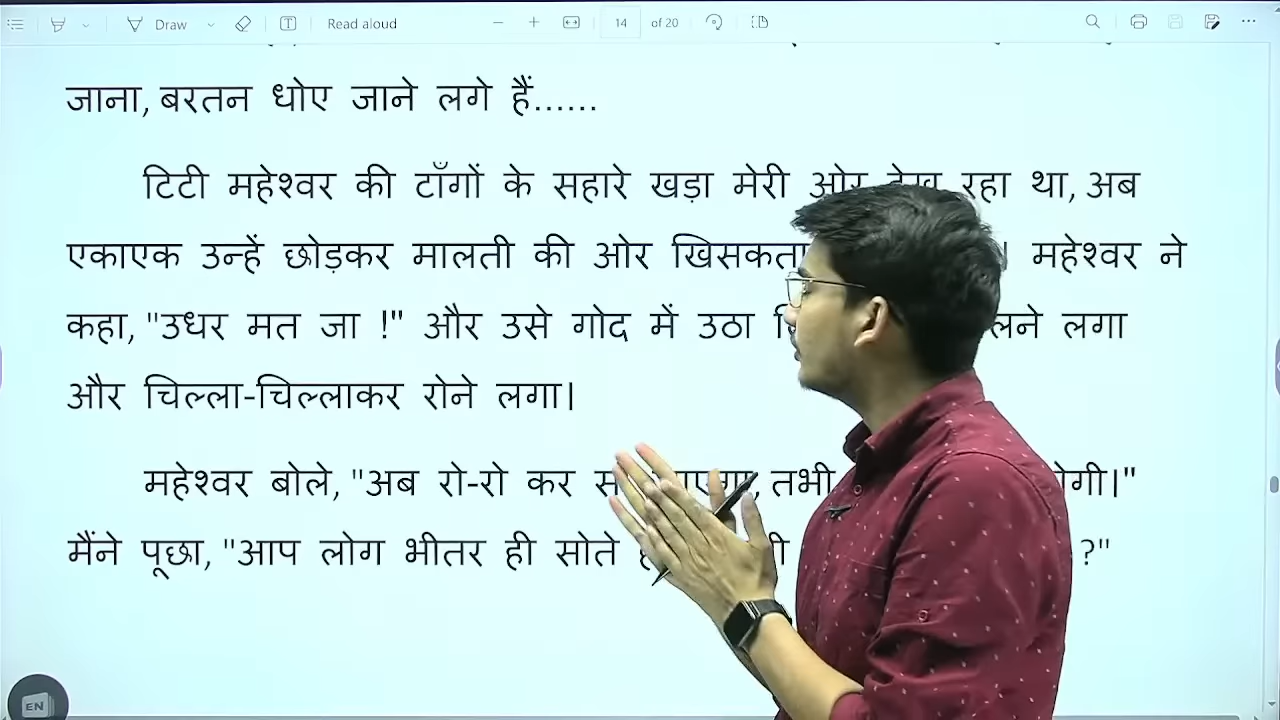 Draw Read aloud 14 of 20
जाना, बरतन धोए जाने लगे हैं......
टिटी महेश्वर की टाँगों के सहारे खड़ा मेरी ओर देख रहा था, अब
एकाएक उन्हें छोड़कर मालती की ओर खिसकता महेश्वर ने
कहा, "उधर मत जा !" और उसे गोद में उठा लगा
और चिल्ला-चिल्लाकर रोने लगा।
महेश्वर बोले, "अब रो-रो कर तभी
मैंने पूछा, "आप लोग भीतर ही सोते ?"
EN